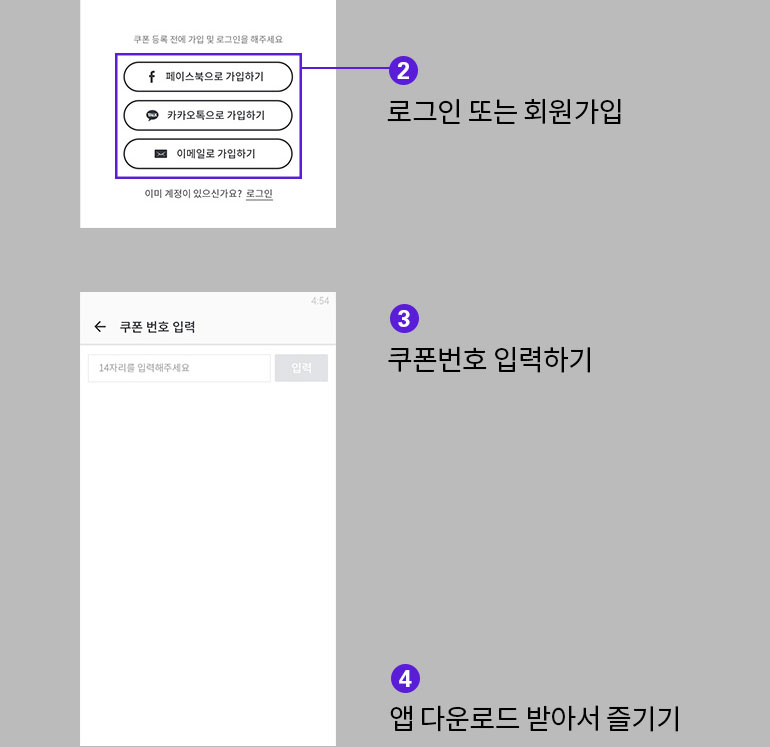 쿠폰 등록 전에 가입 및 로그인을 해주세요
페이스북으로 가입하기
카카오톡으로 가입하기
이메일로 가입하기
이미 계정이 있으신가요? 로그인
2
로그인 또는 회원가입
4:54
쿠폰 번호 입력
14자리를 입력해주세요 입력
3
쿠폰번호 입력하기
4
앱 다운로드 받아서 즐기기